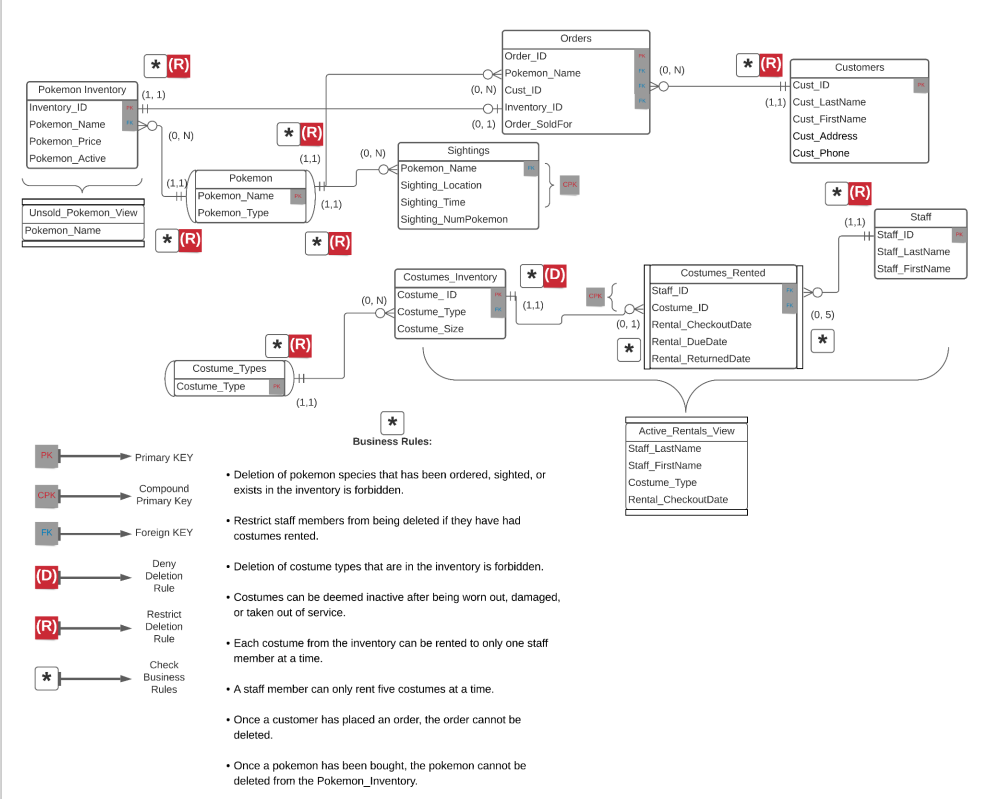 Orders
Order_ID PK
Pokemon_Name FK
Cust_ID FK
Inventory_ID FK
Order_SoldFor
(0, N)
(0, 1)
(0, N)
* (R)
(1,1)
Customers
Cust_ID PK
Cust_LastName
Cust_FirstName
Cust_Address
Cust_Phone
* (R)
(1, 1)
Pokemon Inventory
Inventory_ID PK
Pokemon_Name FK
Pokemon_Price
Pokemon_Active
(0, N)
Unsold_Pokemon_View
Pokemon_Name
* (R)
(1,1)
(1,1)
Pokemon
Pokemon_Name PK
Pokemon_Type
(1,1)
* (R)
* (R)
(0, N)
Sightings
Pokemon_Name FK
Sighting_Location
Sighting_Time
Sighting_NumPokemon
CPK
* (R)
(1,1)
Staff
Staff_ID PK
Staff_LastName
Staff_FirstName
Costumes_Inventory
Costume_ ID PK
Costume_Type FK
Costume_Size
(0, N)
* (D)
(1,1)
CPK
(0, 1)
*
Costumes_Rented
Staff_ID FK
Costume_ID FK
Rental_CheckoutDate
Rental_DueDate
Rental_ReturnedDate
(0, 5)
*
* (R)
Costume_Types
Costume_Type PK
(1,1)
Active_Rentals_View
Staff_LastName
Staff_FirstName
Costume_Type
Rental_CheckoutDate
PK Primary KEY
CPK Compound
Primary Key
FK Foreign KEY
(D) Deny
Deletion
Rule
(R) Restrict
Deletion
Rule
* Check
Business
Rules
*
Business Rules:
• Deletion of pokemon species that has been ordered, sighted, or
exists in the inventory is forbidden.
• Restrict staff members from being deleted if they have had
costumes rented.
• Deletion of costume types that are in the inventory is forbidden.
• Costumes can be deemed inactive after being worn out, damaged,
or taken out of service.
• Each costume from the inventory can be rented to only one staff
member at a time.
• A staff member can only rent five costumes at a time.
• Once a customer has placed an order, the order cannot be
deleted.
• Once a pokemon has been bought, the pokemon cannot be
deleted from the Pokemon_Inventory.